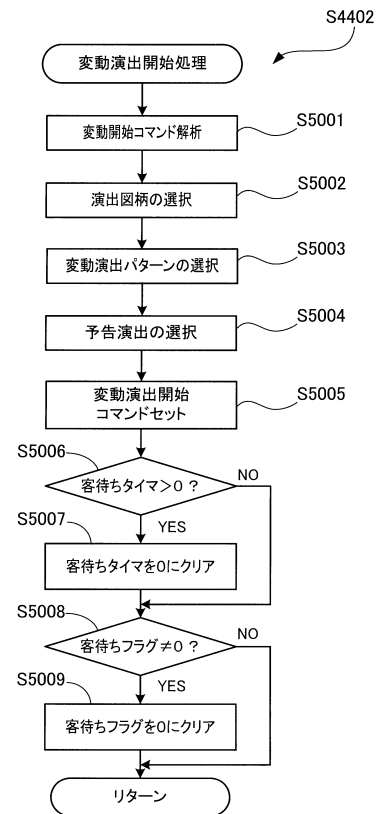 S4402
変動演出開始処理
変動開始コマンド解析
S5001
演出図柄の選択
S5002
変動演出パターンの選択
S5003
予告演出の選択
S5004
変動演出開始
コマンドセット
S5005
S5006
客待ちタイマ>0？
NO
YES
S5007
客待ちタイマを0にクリア
S5008
客待ちフラグ≠0？
NO
YES
S5009
客待ちフラグを0にクリア
リターン